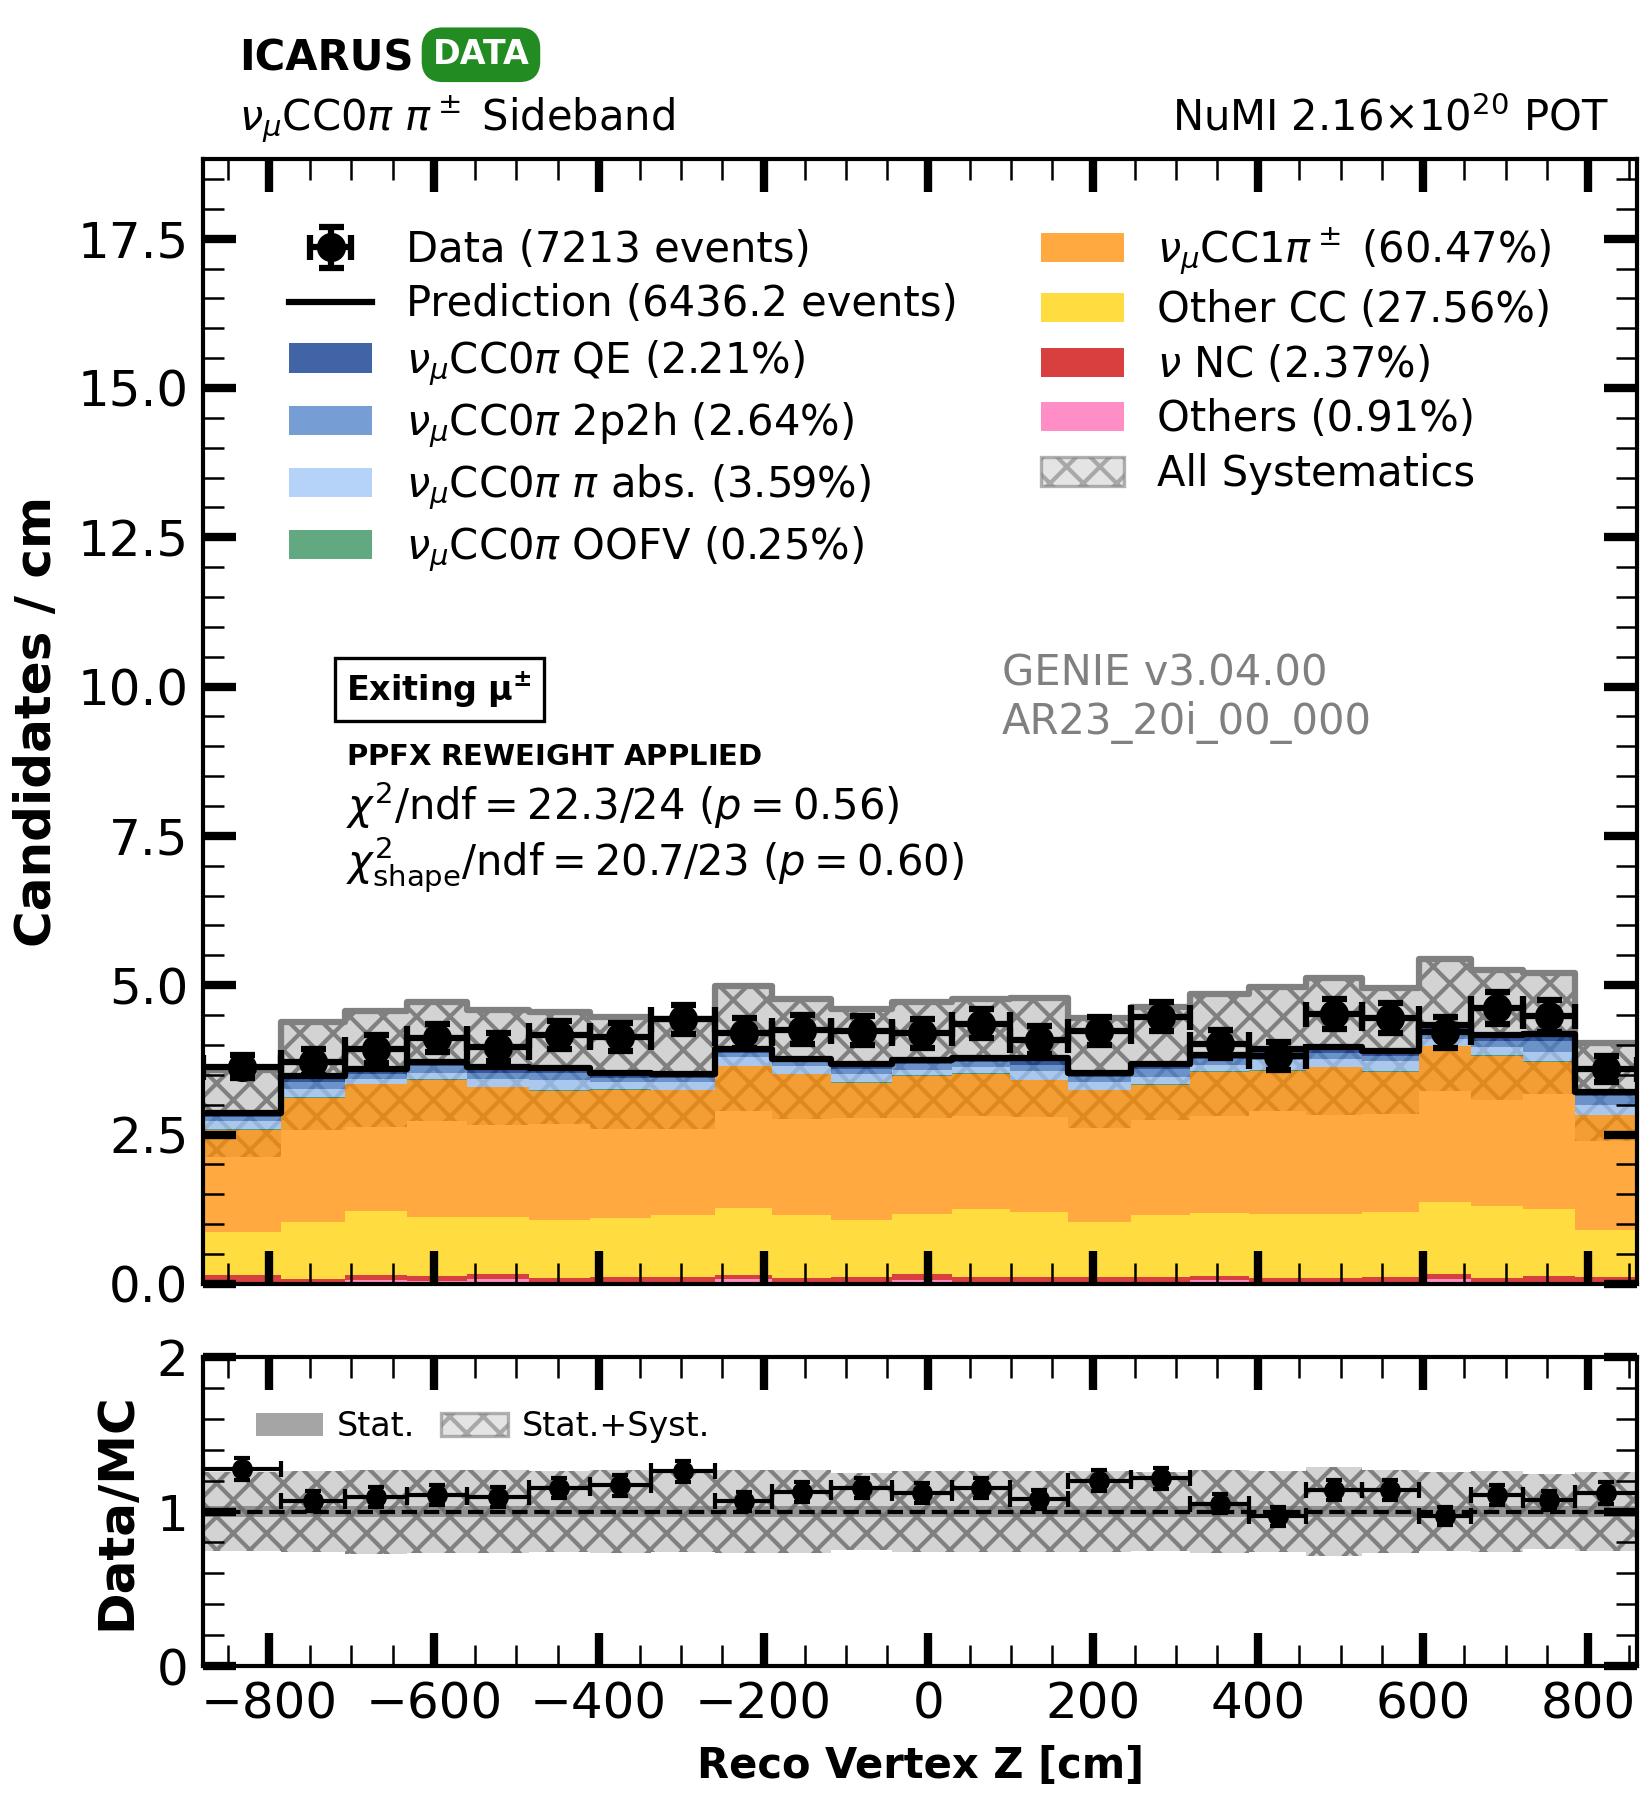 ICARUS DATA
νμCC0π π± Sideband
NuMI 2.16×10²⁰ POT
Data (7213 events)
Prediction (6436.2 events)
νμCC0π QE (2.21%)
νμCC0π 2p2h (2.64%)
νμCC0π π abs. (3.59%)
νμCC0π OOFV (0.25%)
νμCC1π± (60.47%)
Other CC (27.56%)
ν NC (2.37%)
Others (0.91%)
All Systematics
Exiting μ±
PPFX REWEIGHT APPLIED
χ²/ndf = 22.3/24 (p = 0.56)
χ²shape/ndf = 20.7/23 (p = 0.60)
GENIE v3.04.00
AR23_20i_00_000
Candidates / cm
17.5
15.0
12.5
10.0
7.5
5.0
2.5
0.0
Data/MC
2
1
0
Stat.
Stat.+Syst.
−800 −600 −400 −200 0 200 400 600 800
Reco Vertex Z [cm]